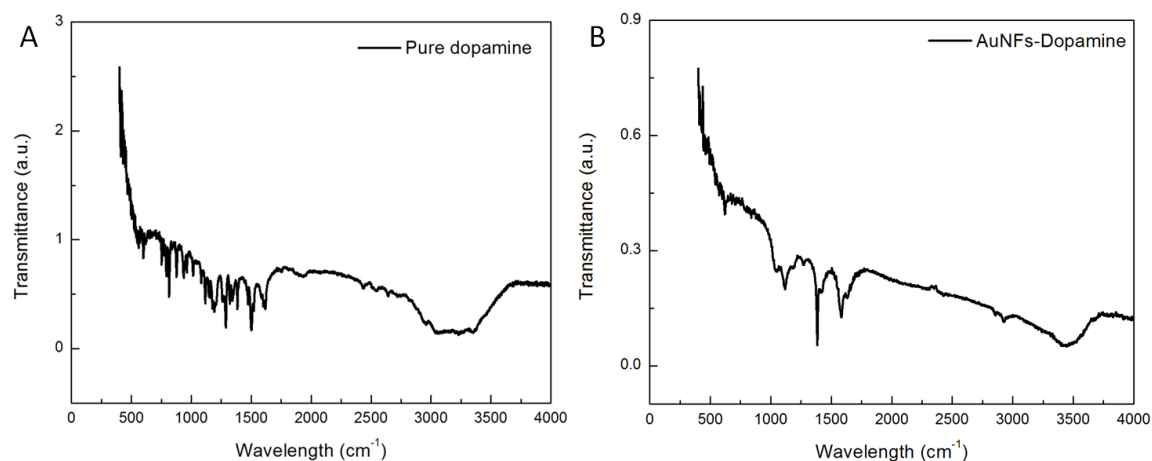 A
Pure dopamine
3
2
1
0
Transmittance (a.u.)
0 500 1000 1500 2000 2500 3000 3500 4000
Wavelength (cm⁻¹)
B
AuNFs-Dopamine
0.9
0.6
0.3
0.0
Transmittance (a.u.)
0 500 1000 1500 2000 2500 3000 3500 4000
Wavelength (cm⁻¹)